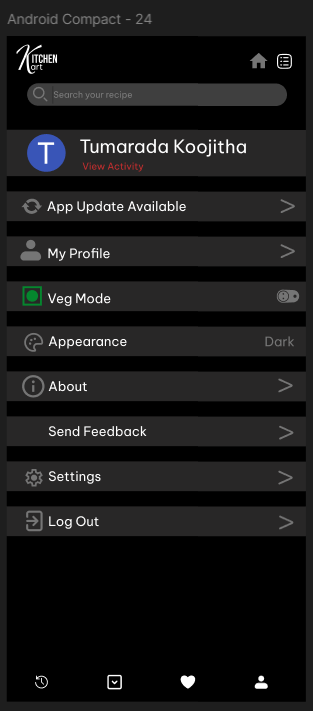 Android Compact - 24
KITCHEN
art
Search your recipe
T
Tumarada Koojitha
View Activity
App Update Available
My Profile
Veg Mode
Appearance Dark
About
Send Feedback
Settings
Log Out